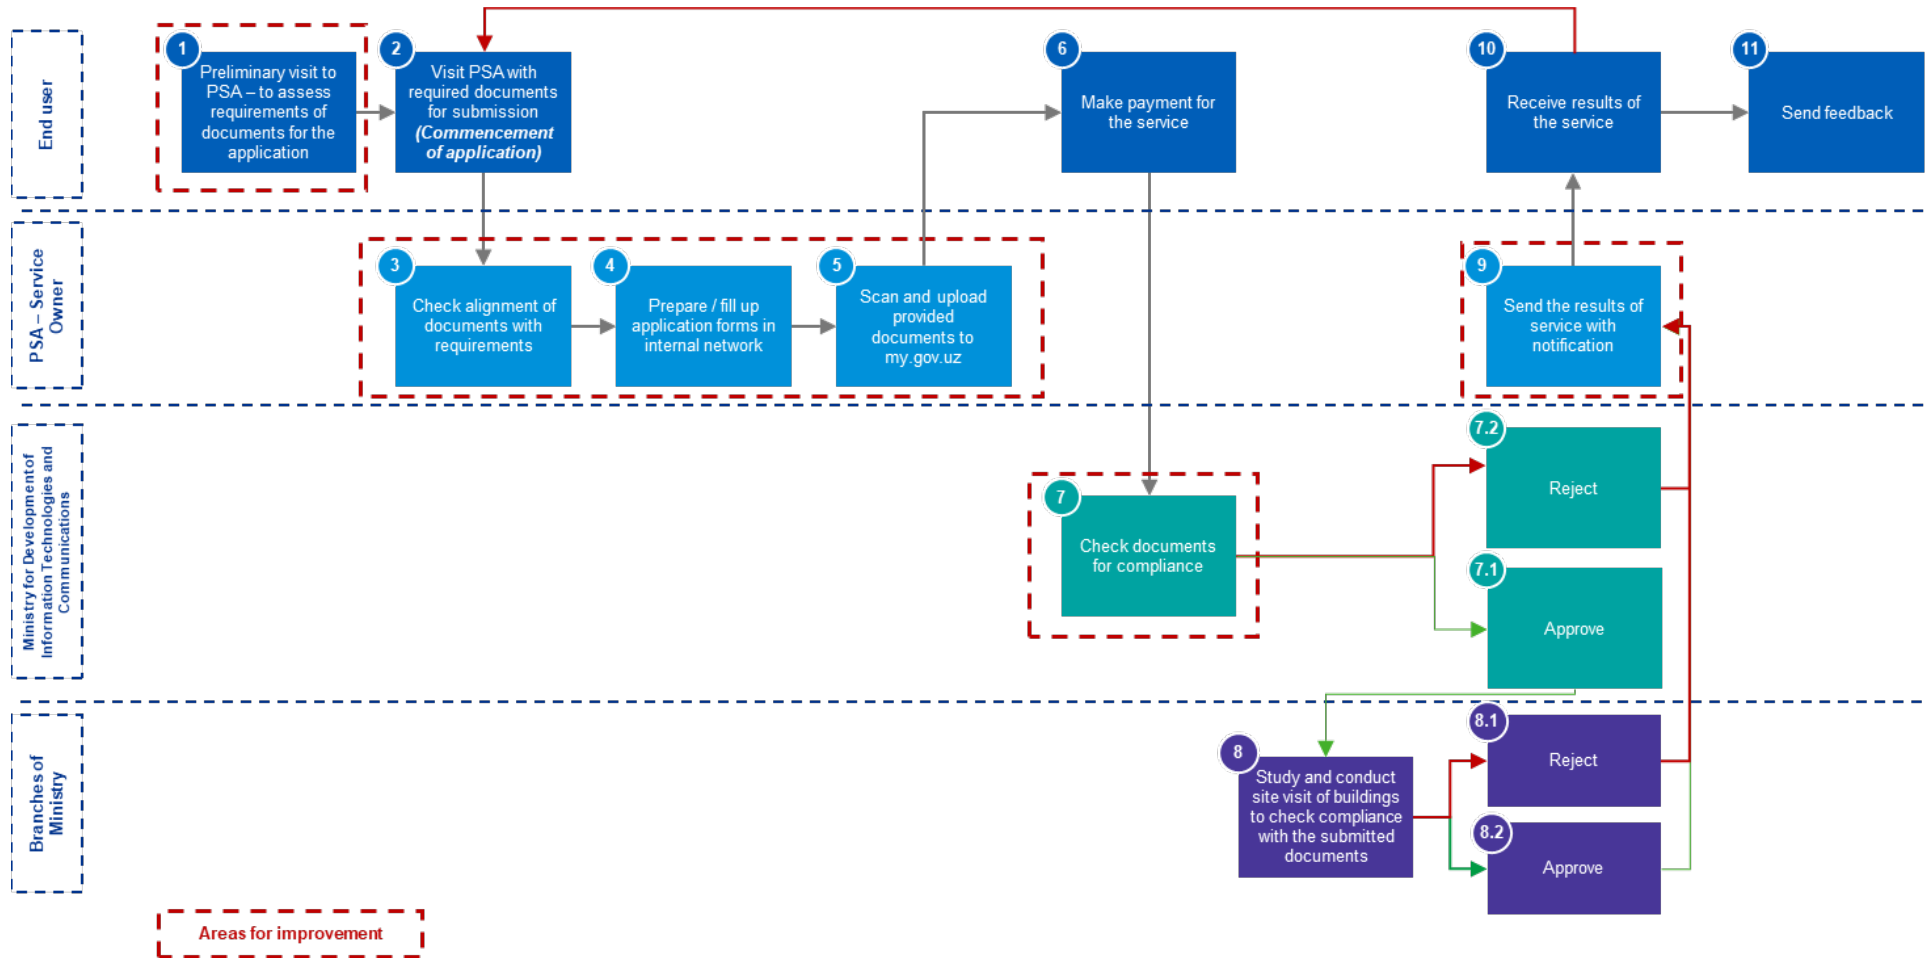 End user
1
Preliminary visit to
PSA – to assess
requirements of
documents for the
application
2
Visit PSA with
required documents
for submission
(Commencement
of application)
6
Make payment for
the service
10
Receive results of
the service
11
Send feedback
PSA – Service
Owner
3
Check alignment of
documents with
requirements
4
Prepare / fill up
application forms in
internal network
5
Scan and upload
provided
documents to
my.gov.uz
9
Send the results of
service with
notification
Ministry for Development of
Information Technologies and
Communications
7
Check documents
for compliance
7.2
Reject
7.1
Approve
Branches of
Ministry
8
Study and conduct
site visit of buildings
to check compliance
with the submitted
documents
8.1
Reject
8.2
Approve
Areas for improvement